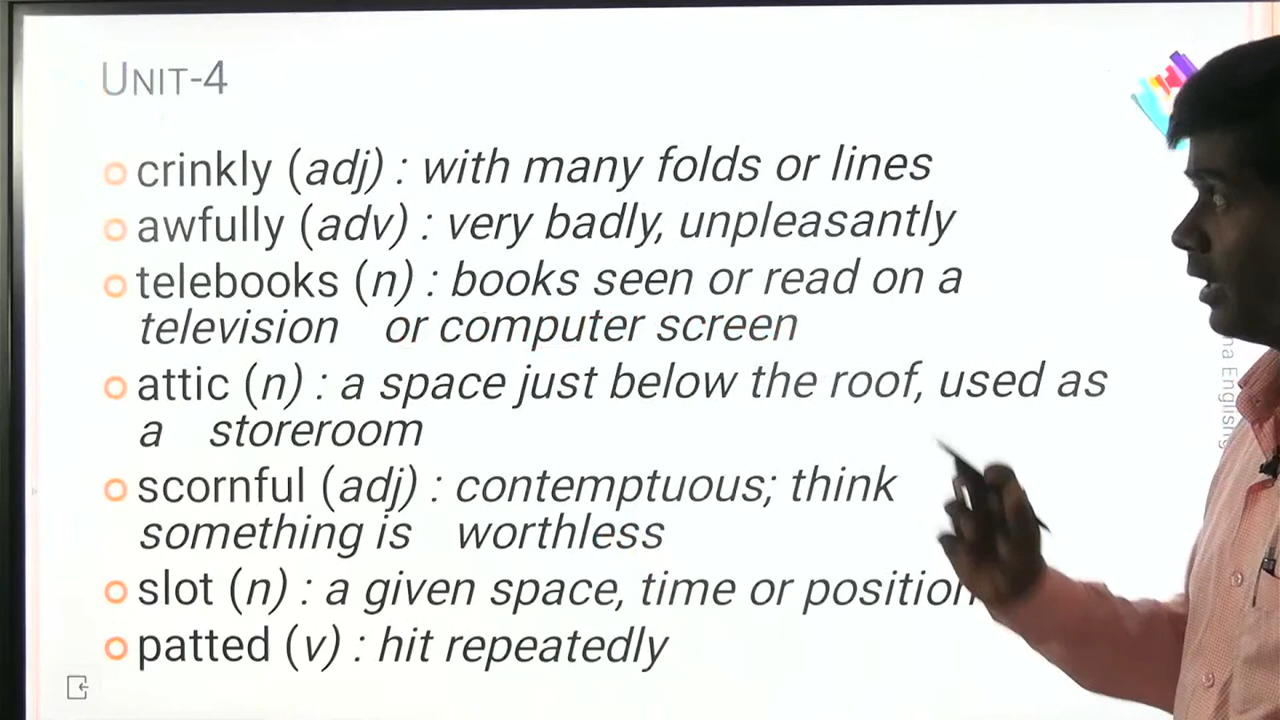 UNIT-4
crinkly (adj) : with many folds or lines
awfully (adv) : very badly, unpleasantly
telebooks (n) : books seen or read on a
television or computer screen
attic (n) : a space just below the roof, used as
a storeroom
scornful (adj) : contemptuous; think
something is worthless
slot (n) : a given space, time or position
patted (v) : hit repeatedly
English